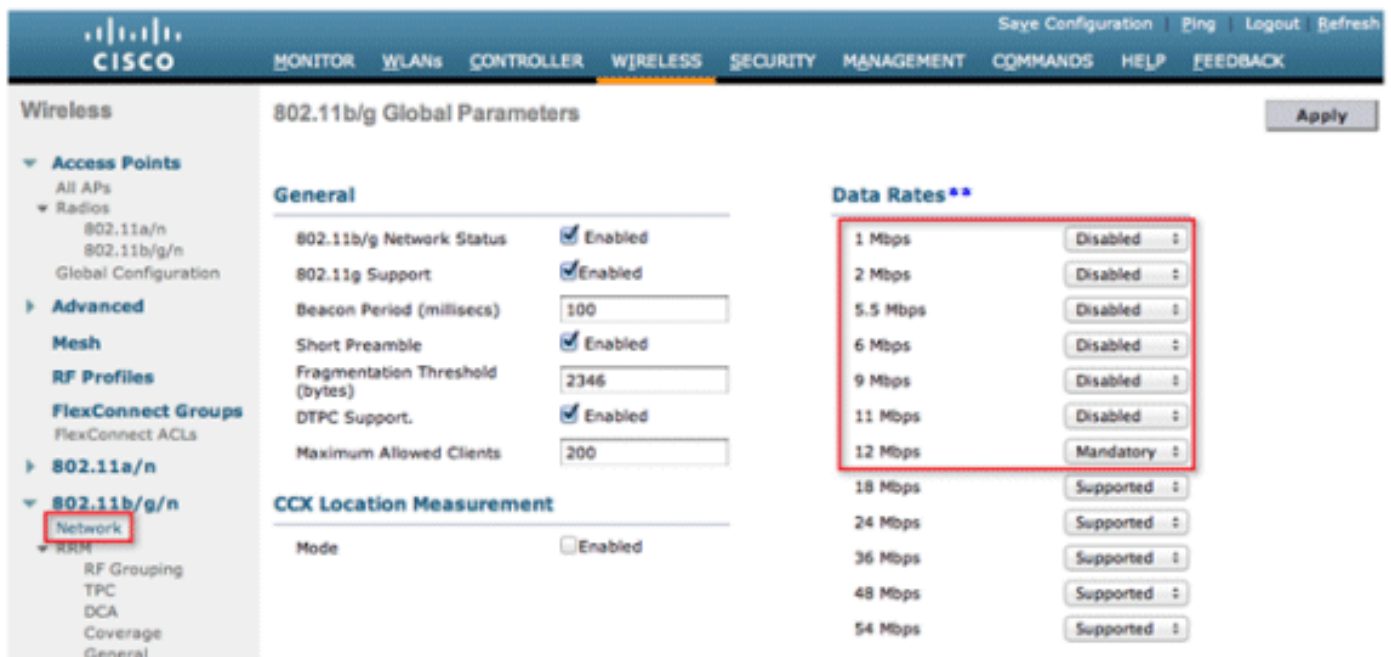 Save Configuration | Ping | Logout | Refresh
CISCO
MONITOR WLANs CONTROLLER WIRELESS SECURITY MANAGEMENT COMMANDS HELP FEEDBACK
Wireless
Access Points
All APs
Radios
802.11a/n
802.11b/g/n
Global Configuration
Advanced
Mesh
RF Profiles
FlexConnect Groups
FlexConnect ACLs
802.11a/n
802.11b/g/n
Network
RRM
RF Grouping
TPC
DCA
Coverage
General
802.11b/g Global Parameters
Apply
General
802.11b/g Network Status Enabled
802.11g Support Enabled
Beacon Period (millisecs) 100
Short Preamble Enabled
Fragmentation Threshold
(bytes) 2346
DTPC Support. Enabled
Maximum Allowed Clients 200
CCX Location Measurement
Mode Enabled
Data Rates**
1 Mbps Disabled
2 Mbps Disabled
5.5 Mbps Disabled
6 Mbps Disabled
9 Mbps Disabled
11 Mbps Disabled
12 Mbps Mandatory
18 Mbps Supported
24 Mbps Supported
36 Mbps Supported
48 Mbps Supported
54 Mbps Supported